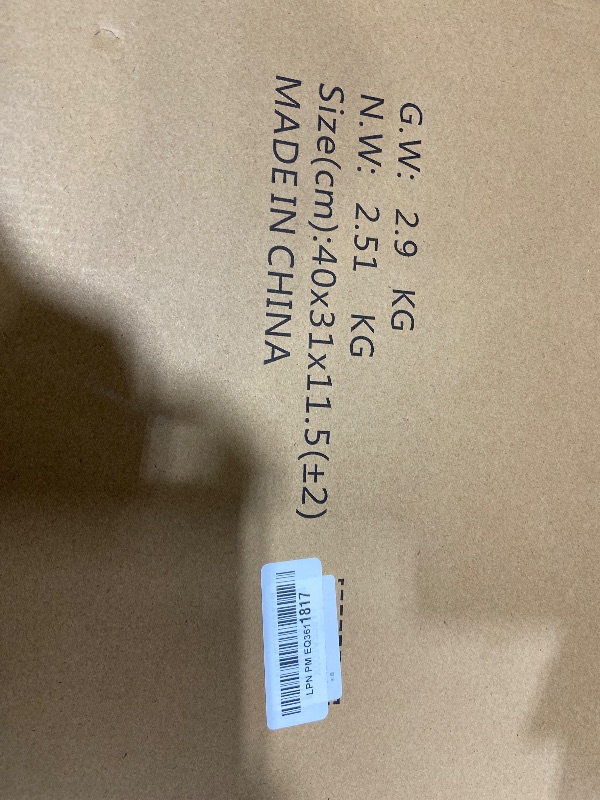 G.W: 2.9 KG
N.W: 2.51 KG
Size(cm):40x31x11.5(±2)
MADE IN CHINA
LPN PM EQ3611817